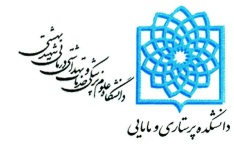 دانشگاه علوم پزشکی و خدمات بهداشتی درمانی شهید بهشتی
دانشکده پرستاری و مامایی